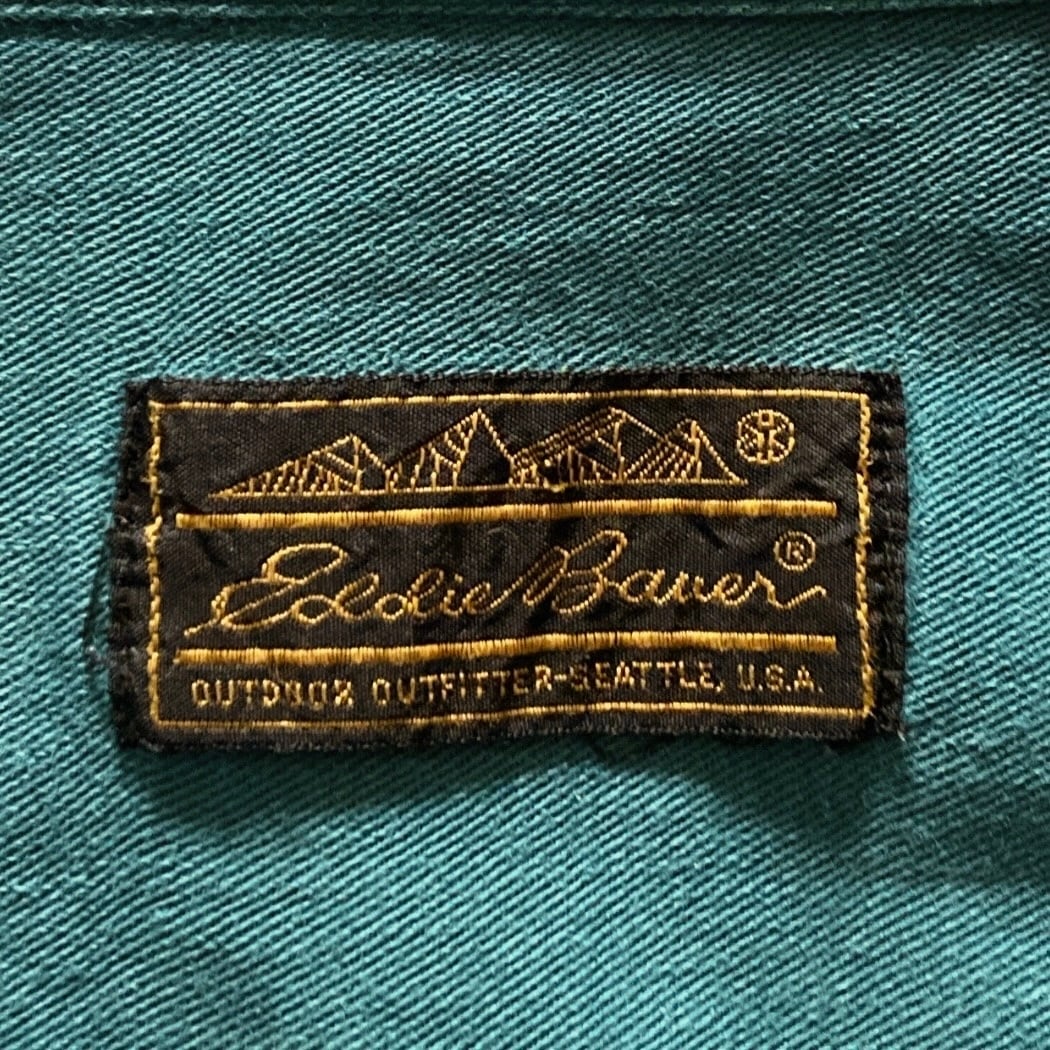 Eddie Bauer®
OUTDOOR OUTFITTER-SEATTLE, U.S.A.